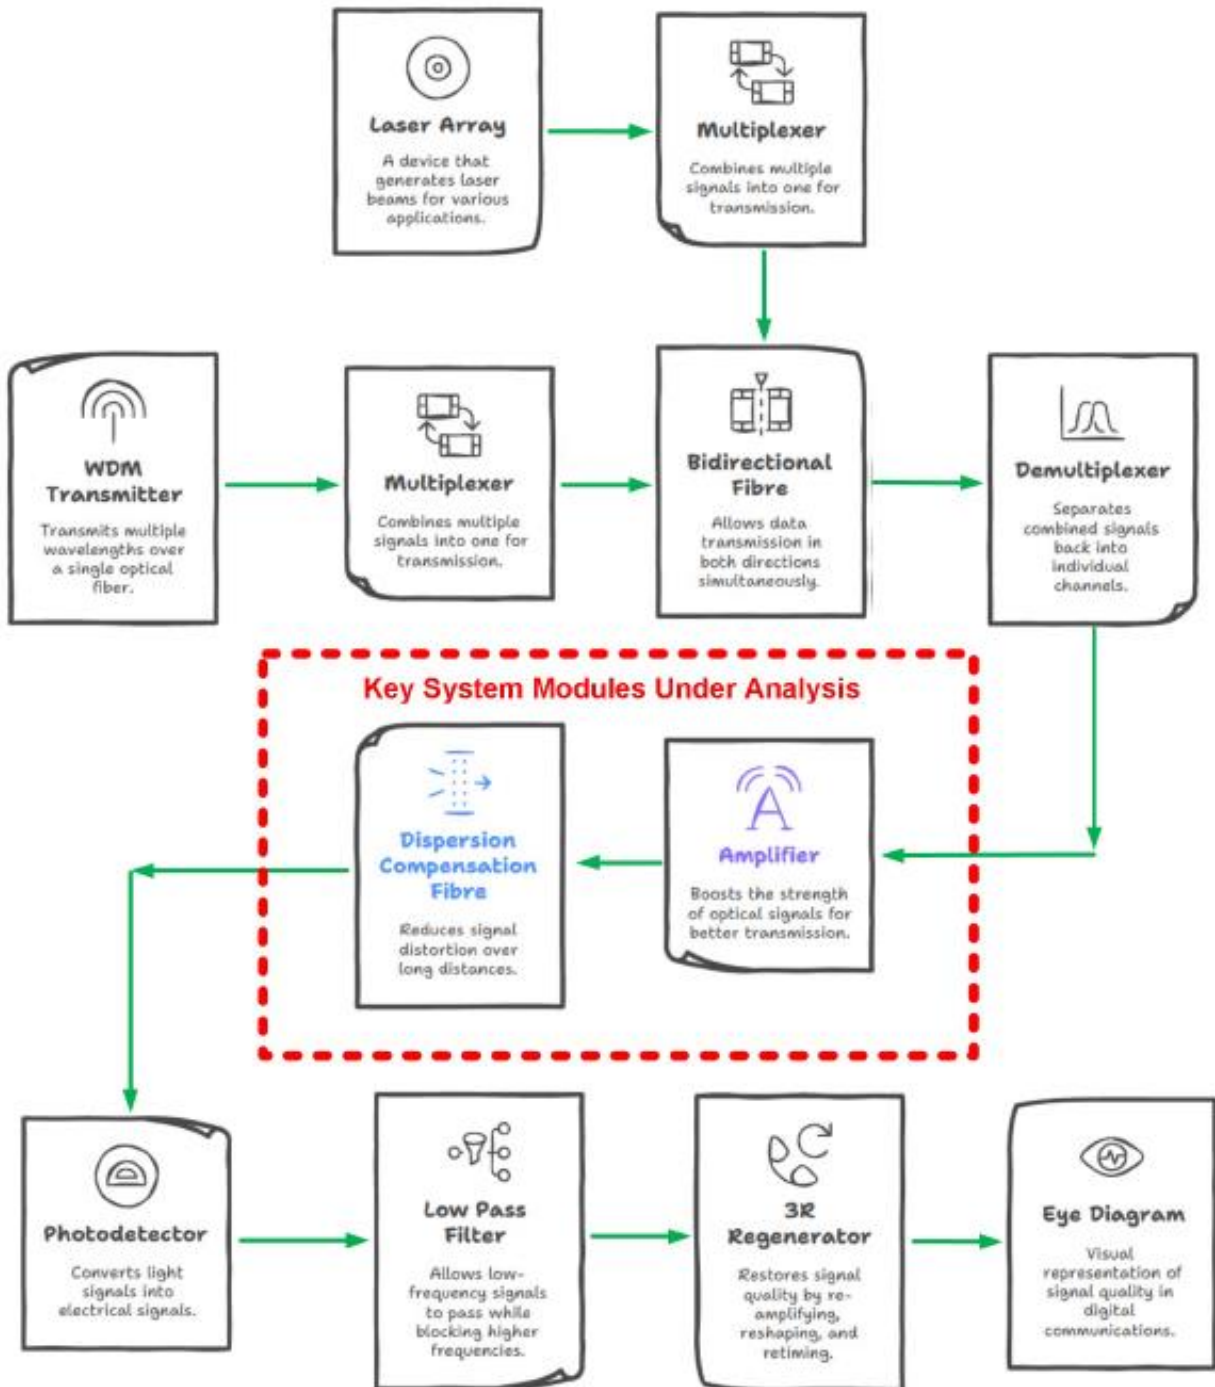 Laser Array
A device that
generates laser
beams for various
applications.
Multiplexer
Combines multiple
signals into one for
transmission.
WDM
Transmitter
Transmits multiple
wavelengths over
a single optical
fiber.
Multiplexer
Combines multiple
signals into one for
transmission.
Bidirectional
Fibre
Allows data
transmission in
both directions
simultaneously.
Demultiplexer
Separates
combined signals
back into
individual
channels.
Key System Modules Under Analysis
Dispersion
Compensation
Fibre
Reduces signal
distortion over
long distances.
Amplifier
Boosts the strength
of optical signals for
better transmission.
Photodetector
Converts light
signals into
electrical signals.
Low Pass
Filter
Allows low-
frequency signals
to pass while
blocking higher
frequencies.
3R
Regenerator
Restores signal
quality by re-
amplifying,
reshaping, and
retiming.
Eye Diagram
Visual
representation of
signal quality in
digital
communications.